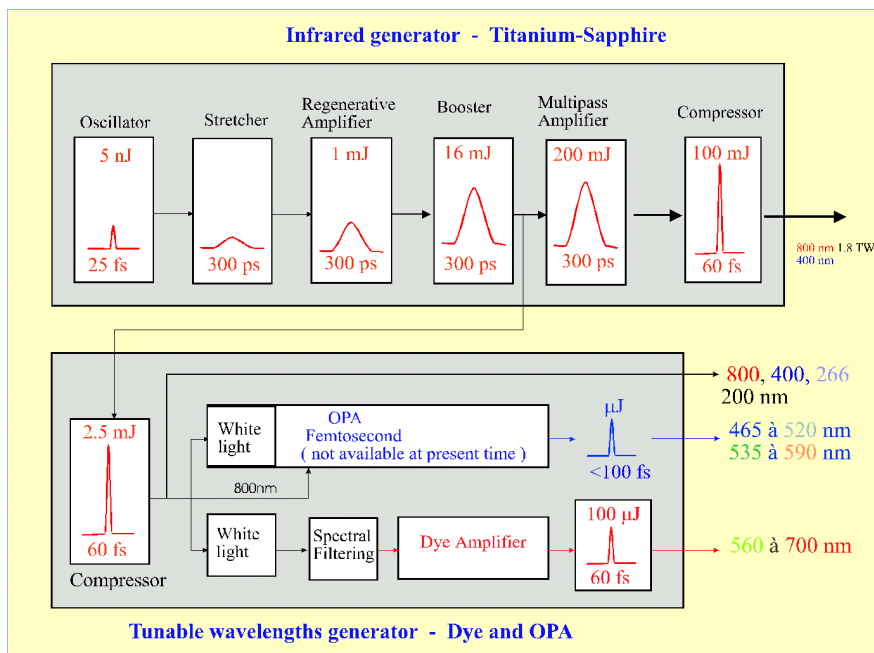 Infrared generator - Titanium-Sapphire
Oscillator
5 nJ
25 fs
Stretcher
300 ps
Regenerative
Amplifier
1 mJ
300 ps
Booster
16 mJ
300 ps
Multipass
Amplifier
200 mJ
300 ps
Compressor
100 mJ
60 fs
800 nm 1.8 TW
400 nm
2.5 mJ
60 fs
Compressor
800nm
White
light
OPA
Femtosecond
( not available at present time )
µJ
<100 fs
White
light
Spectral
Filtering
Dye Amplifier
100 µJ
60 fs
800, 400, 266
200 nm
465 à 520 nm
535 à 590 nm
560 à 700 nm
Tunable wavelengths generator - Dye and OPA